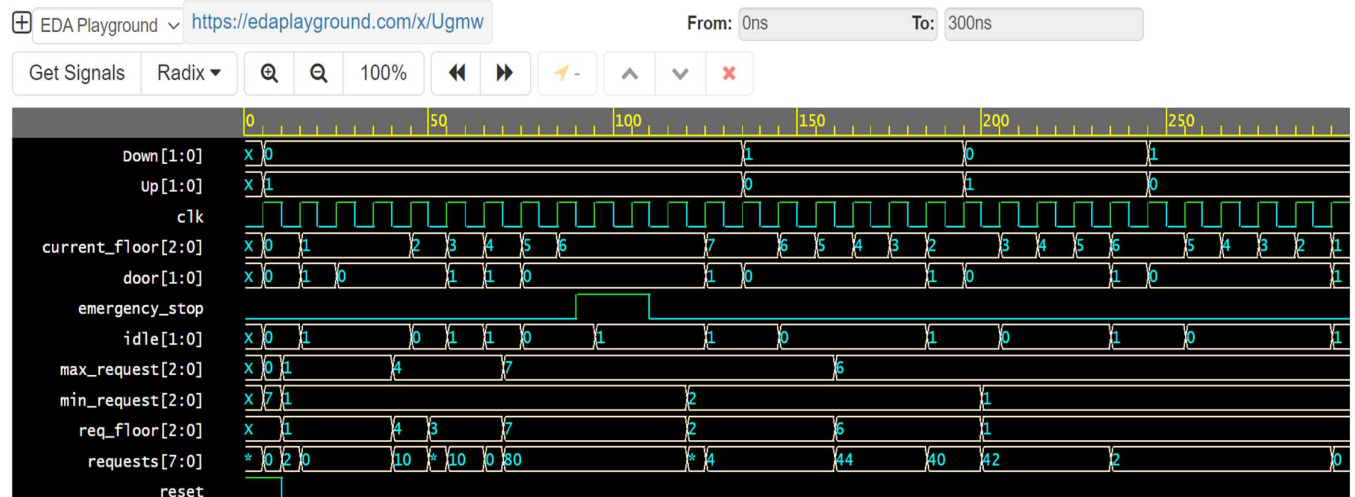 EDA Playground https://edaplayground.com/x/Ugmw From: 0ns To: 300ns
Get Signals Radix 100% -
0 50 100 150 200 250
Down[1:0] x 0 1 0 1
Up[1:0] x 1 0 1 0
clk
current_floor[2:0] x 0 1 2 3 4 5 6 7 6 5 4 3 2 3 4 5 6 5 4 3 2 1
door[1:0] x 0 1 0 1 1 0 1 0 1 0 1 0 1
emergency_stop
idle[1:0] x 0 1 0 1 1 0 1 1 0 1 0 1 0 1
max_request[2:0] x 0 1 4 7 6
min_request[2:0] x 7 1 2 1
req_floor[2:0] x 1 4 3 7 2 6 1
requests[7:0] * 0 2 0 10 * 10 0 80 * 4 44 40 42 2 0
reset